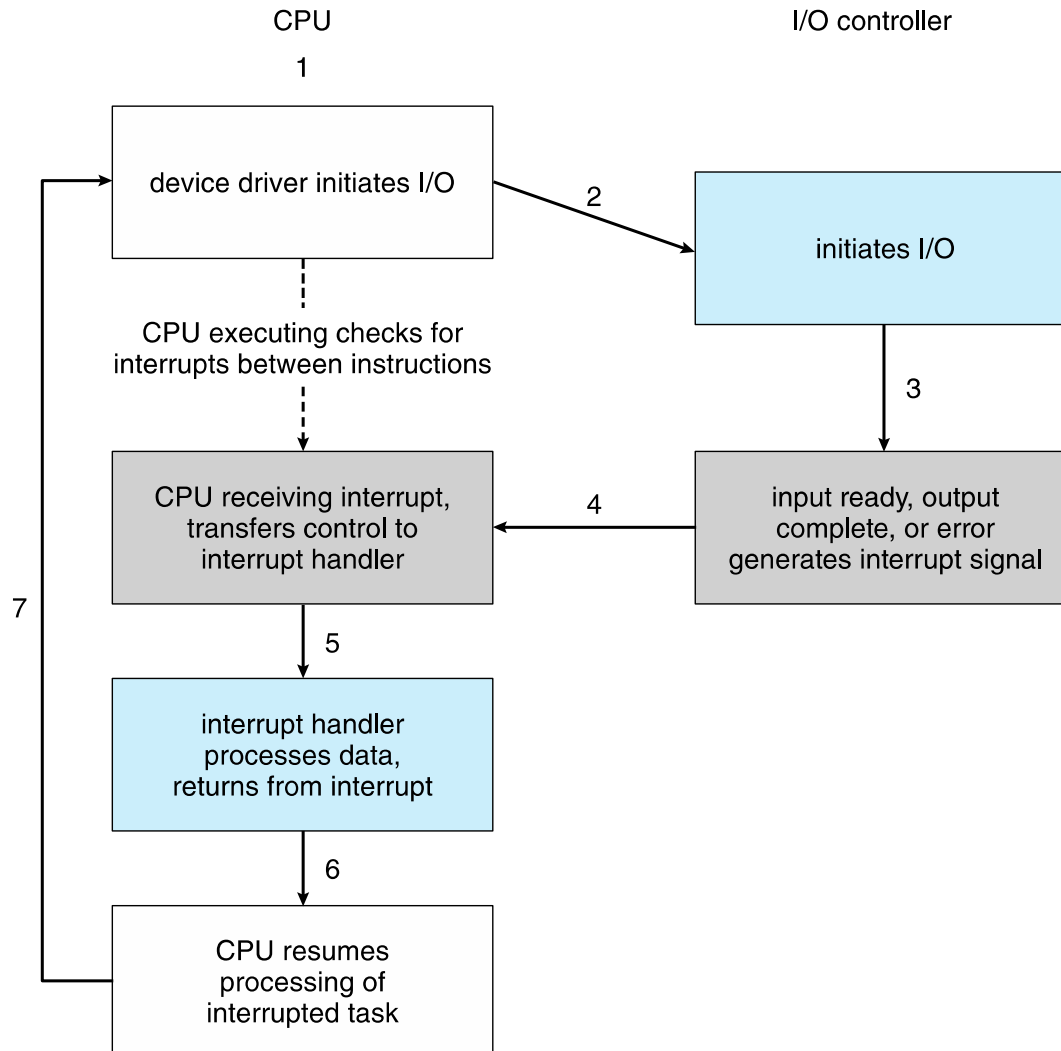 CPU
I/O controller
1
device driver initiates I/O
2
initiates I/O
CPU executing checks for
interrupts between instructions
3
CPU receiving interrupt,
transfers control to
interrupt handler
4
input ready, output
complete, or error
generates interrupt signal
7
5
interrupt handler
processes data,
returns from interrupt
6
CPU resumes
processing of
interrupted task